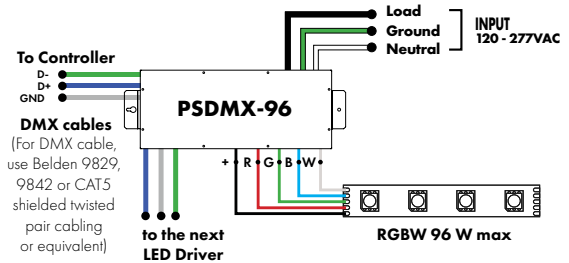 Load
Ground
Neutral
INPUT
120 - 277VAC
To Controller
D-
D+
GND
PSDMX-96
DMX cables
(For DMX cable,
use Belden 9829,
9842 or CAT5
shielded twisted
pair cabling
or equivalent)
+ R G B W
to the next
LED Driver
RGBW 96 W max